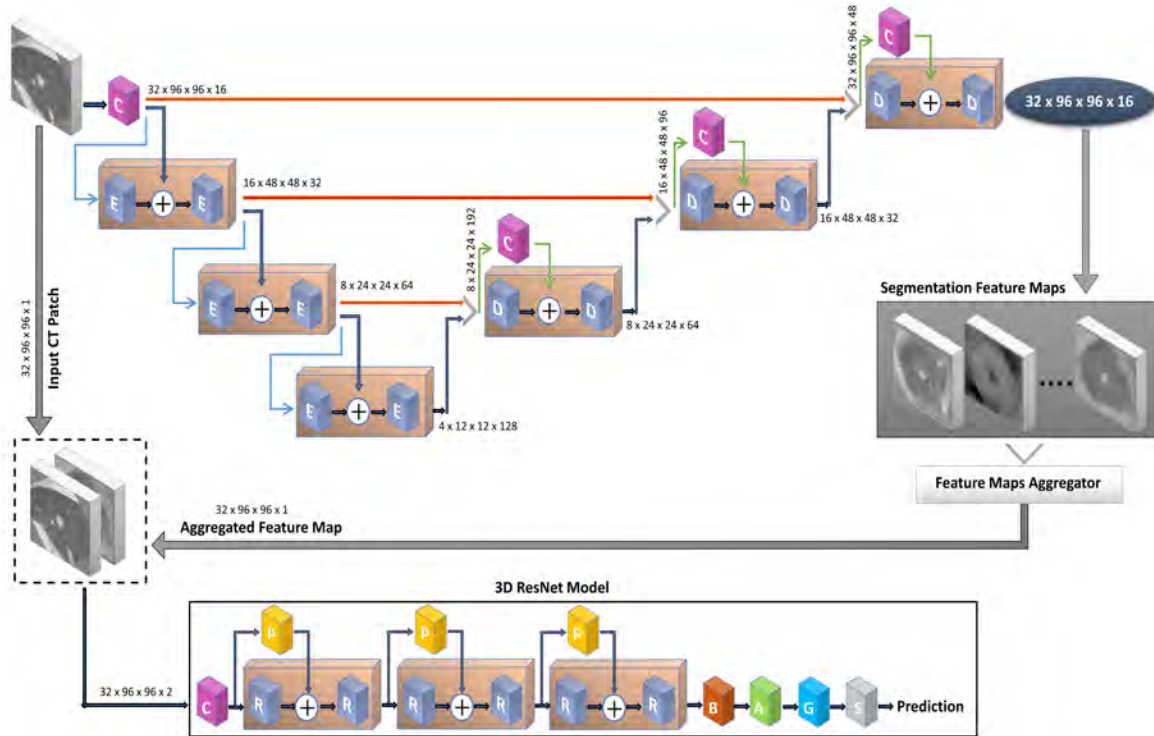 32 x 96 x 96 x 48
C
32 x 96 x 96 x 16
C
D + D
32 x 96 x 96 x 16
16 x 48 x 48 x 96
C
E + E
16 x 48 x 48 x 32
D + D
16 x 48 x 48 x 32
8 x 24 x 24 x 192
C
E + E
8 x 24 x 24 x 64
D + D
8 x 24 x 24 x 64
E + E
4 x 12 x 12 x 128
32 x 96 x 96 x 1
Input CT Patch
Segmentation Feature Maps
Feature Maps Aggregator
32 x 96 x 96 x 1
Aggregated Feature Map
3D ResNet Model
P P P
32 x 96 x 96 x 2
C R + R R + R R + R B A G S Prediction